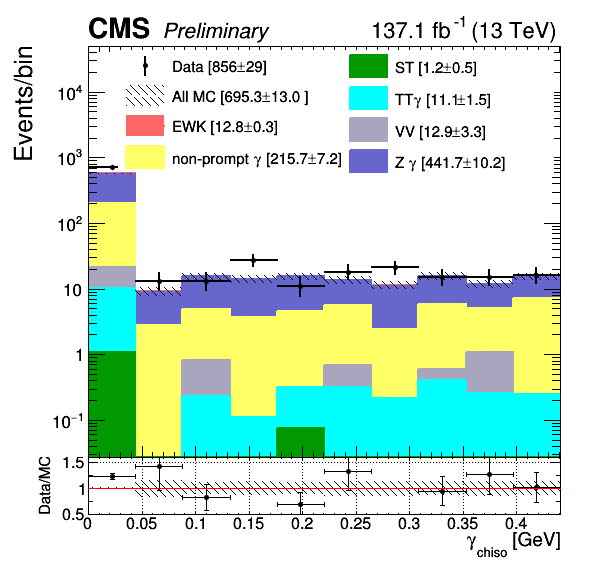 CMS Preliminary 137.1 fb⁻¹ (13 TeV)
Events/bin
Data [856±29]
All MC [695.3±13.0 ]
EWK [12.8±0.3]
non-prompt γ [215.7±7.2]
ST [1.2±0.5]
TTγ [11.1±1.5]
VV [12.9±3.3]
Z γ [441.7±10.2]
10⁴
10³
10²
10
1
10⁻¹
Data/MC
1.5
1
0.5
0 0.05 0.1 0.15 0.2 0.25 0.3 0.35 0.4
γ_chiso [GeV]